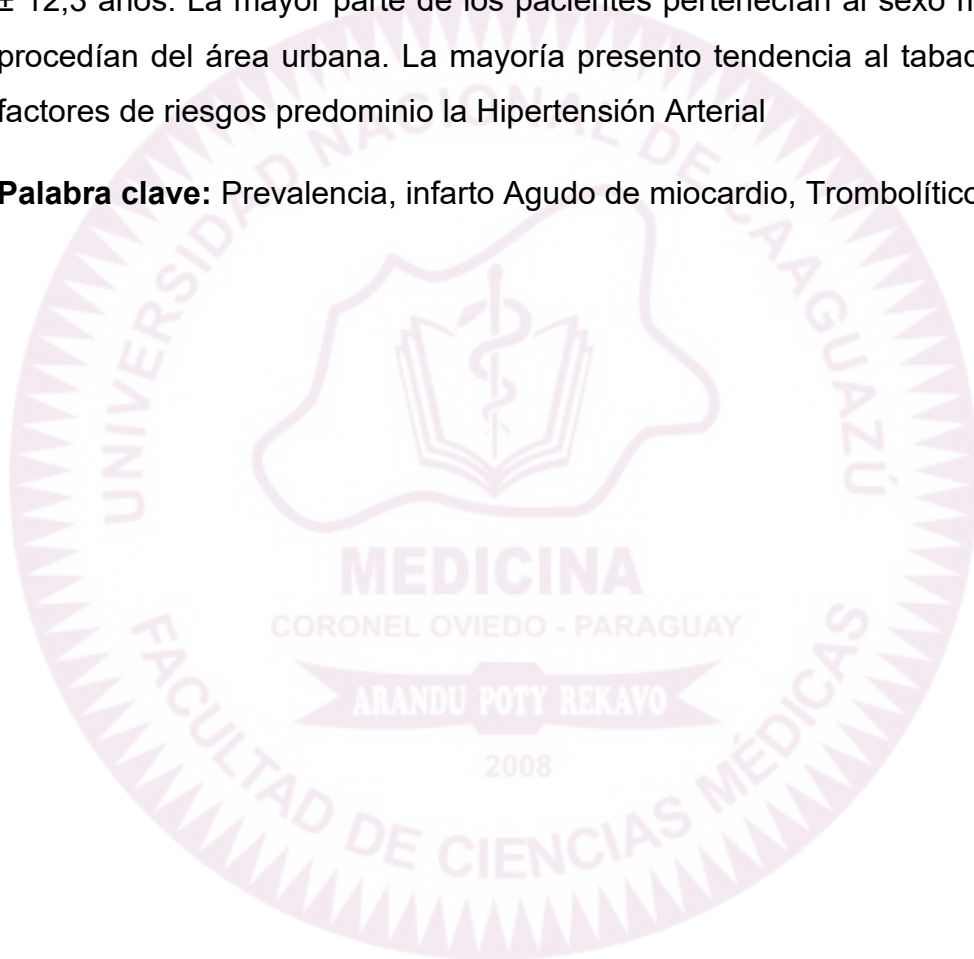 ± 12,3 años. La mayor parte de los pacientes pertenecían al sexo
procedían del área urbana. La mayoría presento tendencia al
factores de riesgos predominio la Hipertensión Arterial
Palabra clave: Prevalencia, infarto Agudo de miocardio, Trombolítico
UNIVERSIDAD NACIONAL DE CAAGUAZÚ
MEDICINA
CORONEL OVIEDO - PARAGUAY
ARANDU POTY REKAVO
2008
FACULTAD DE CIENCIAS MÉDICAS